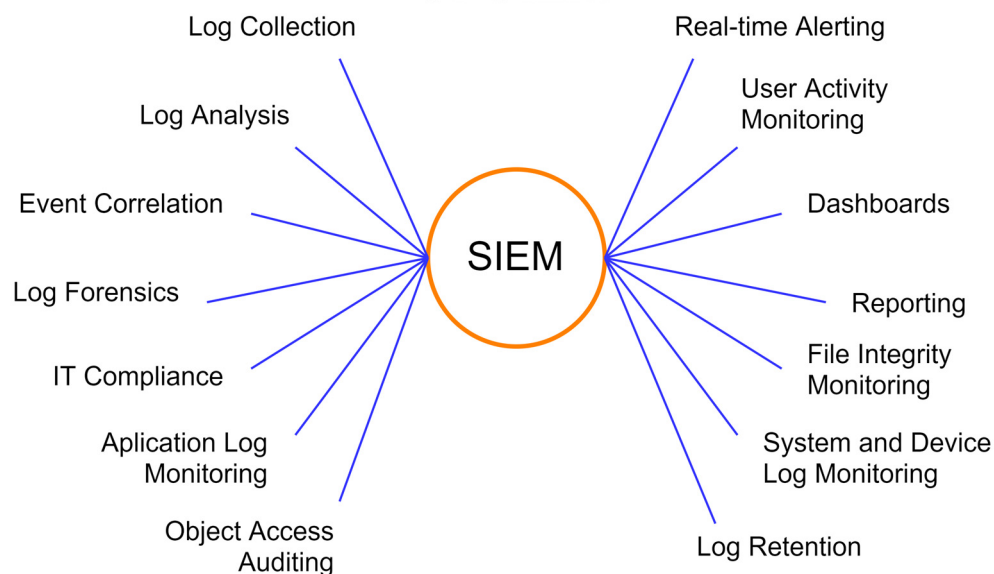 Log Collection
Log Analysis
Event Correlation
Log Forensics
IT Compliance
Aplication Log
Monitoring
Object Access
Auditing
SIEM
Real-time Alerting
User Activity
Monitoring
Dashboards
Reporting
File Integrity
Monitoring
System and Device
Log Monitoring
Log Retention